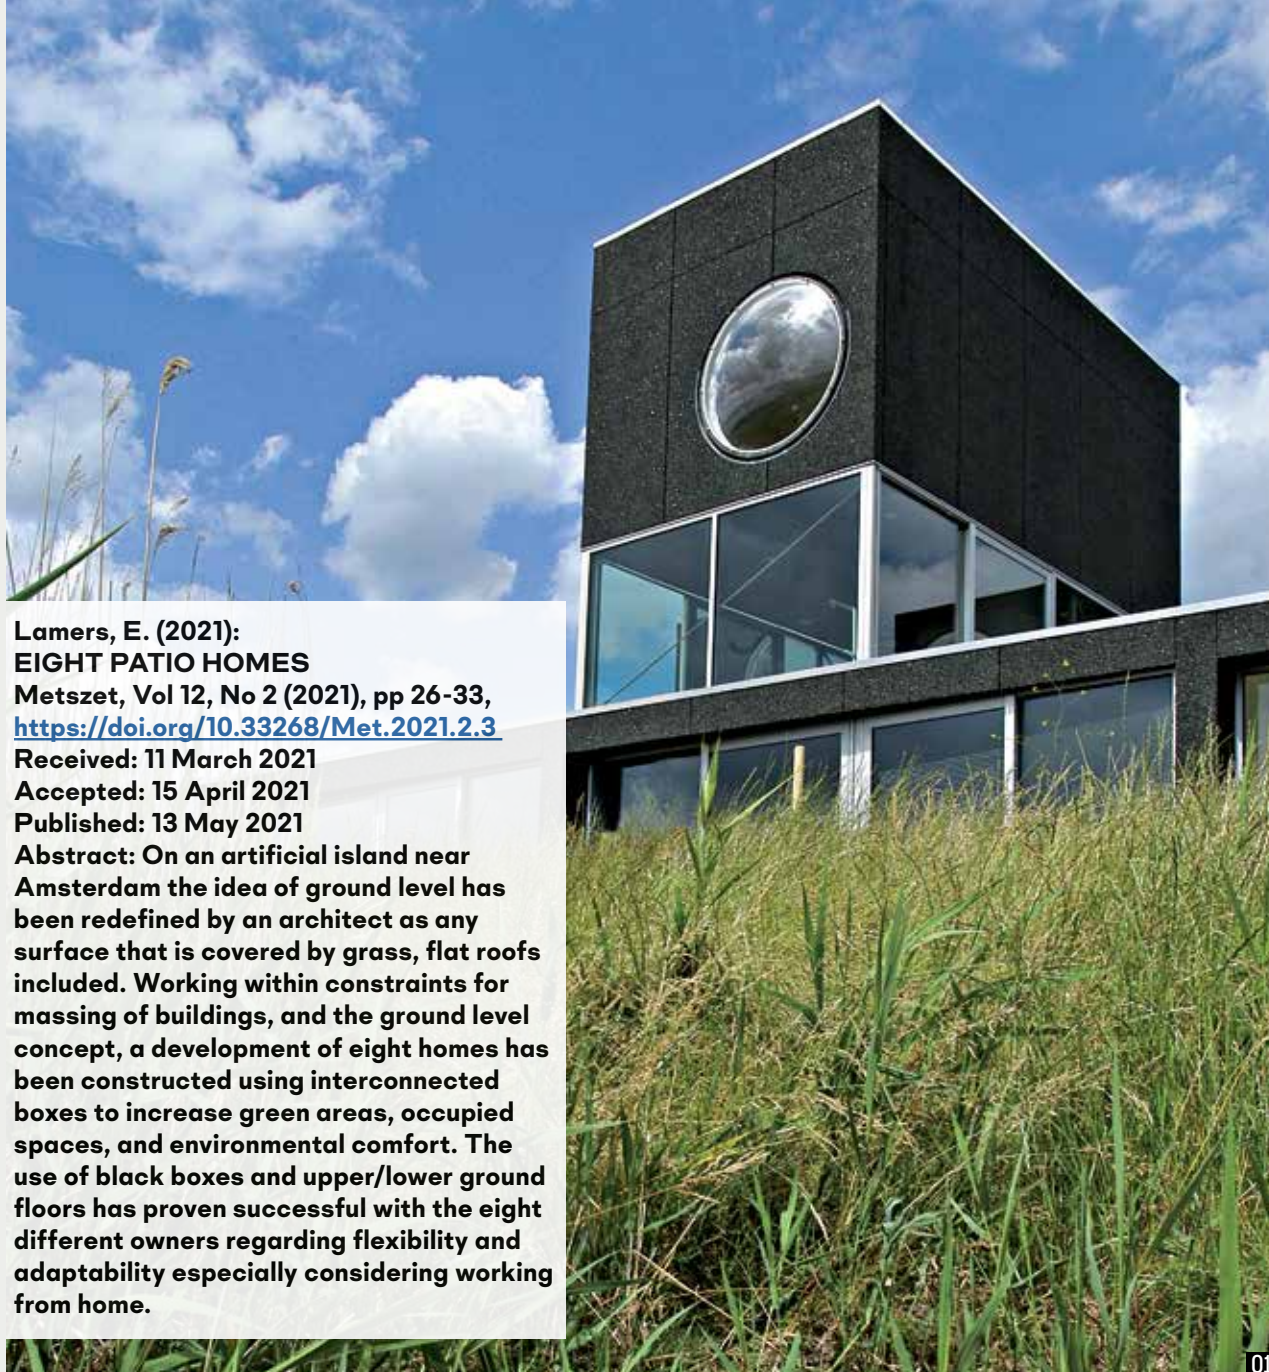 Lamers, E. (2021):
EIGHT PATIO HOMES
Metszet, Vol 12, No 2 (2021), pp 26-33,
https://doi.org/10.33268/Met.2021.2.3
Received: 11 March 2021
Accepted: 15 April 2021
Published: 13 May 2021
Abstract: On an artificial island near
Amsterdam the idea of ground level has
been redefined by an architect as any
surface that is covered by grass, flat roofs
included. Working within constraints for
massing of buildings, and the ground level
concept, a development of eight homes has
been constructed using interconnected
boxes to increase green areas, occupied
spaces, and environmental comfort. The
use of black boxes and upper/lower ground
floors has proven successful with the eight
different owners regarding flexibility and
adaptability especially considering working
from home.